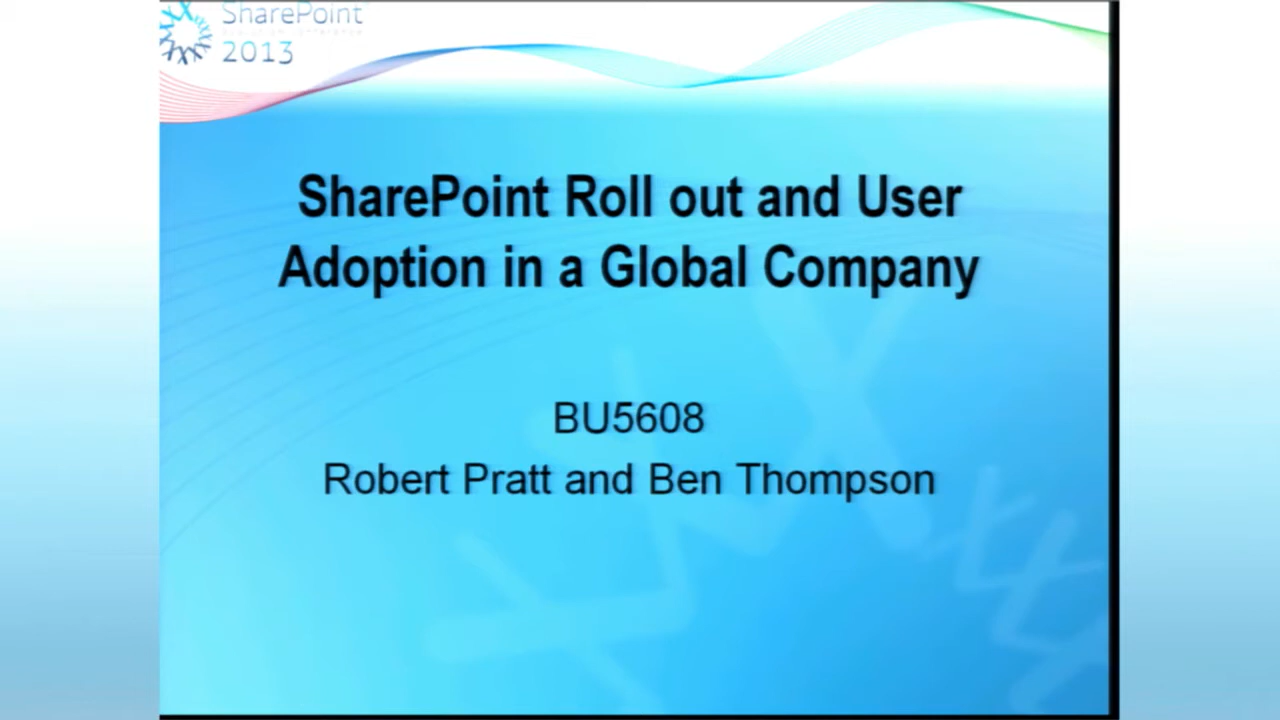 SharePoint
2013
SharePoint Roll out and User
Adoption in a Global Company
BU5608
Robert Pratt and Ben Thompson